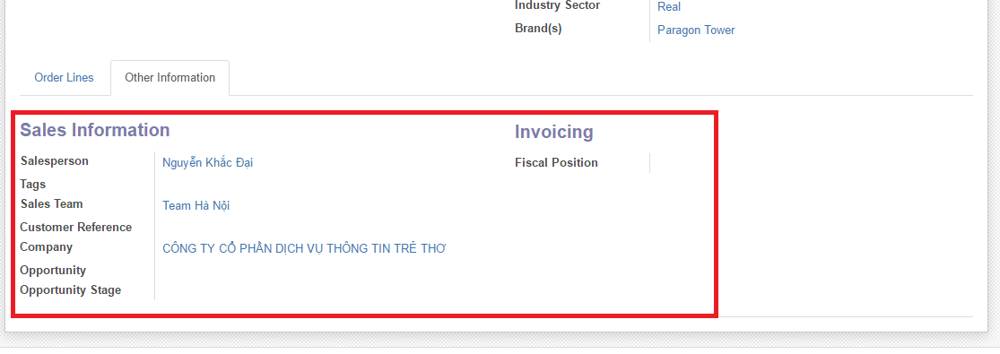 Industry Sector Real
Brand(s) Paragon Tower
Order Lines Other Information
Sales Information
Salesperson Nguyễn Khắc Đại
Tags
Sales Team Team Hà Nội
Customer Reference
Company CÔNG TY CỔ PHẦN DỊCH VỤ THÔNG TIN TRẺ THƠ
Opportunity
Opportunity Stage
Invoicing
Fiscal Position